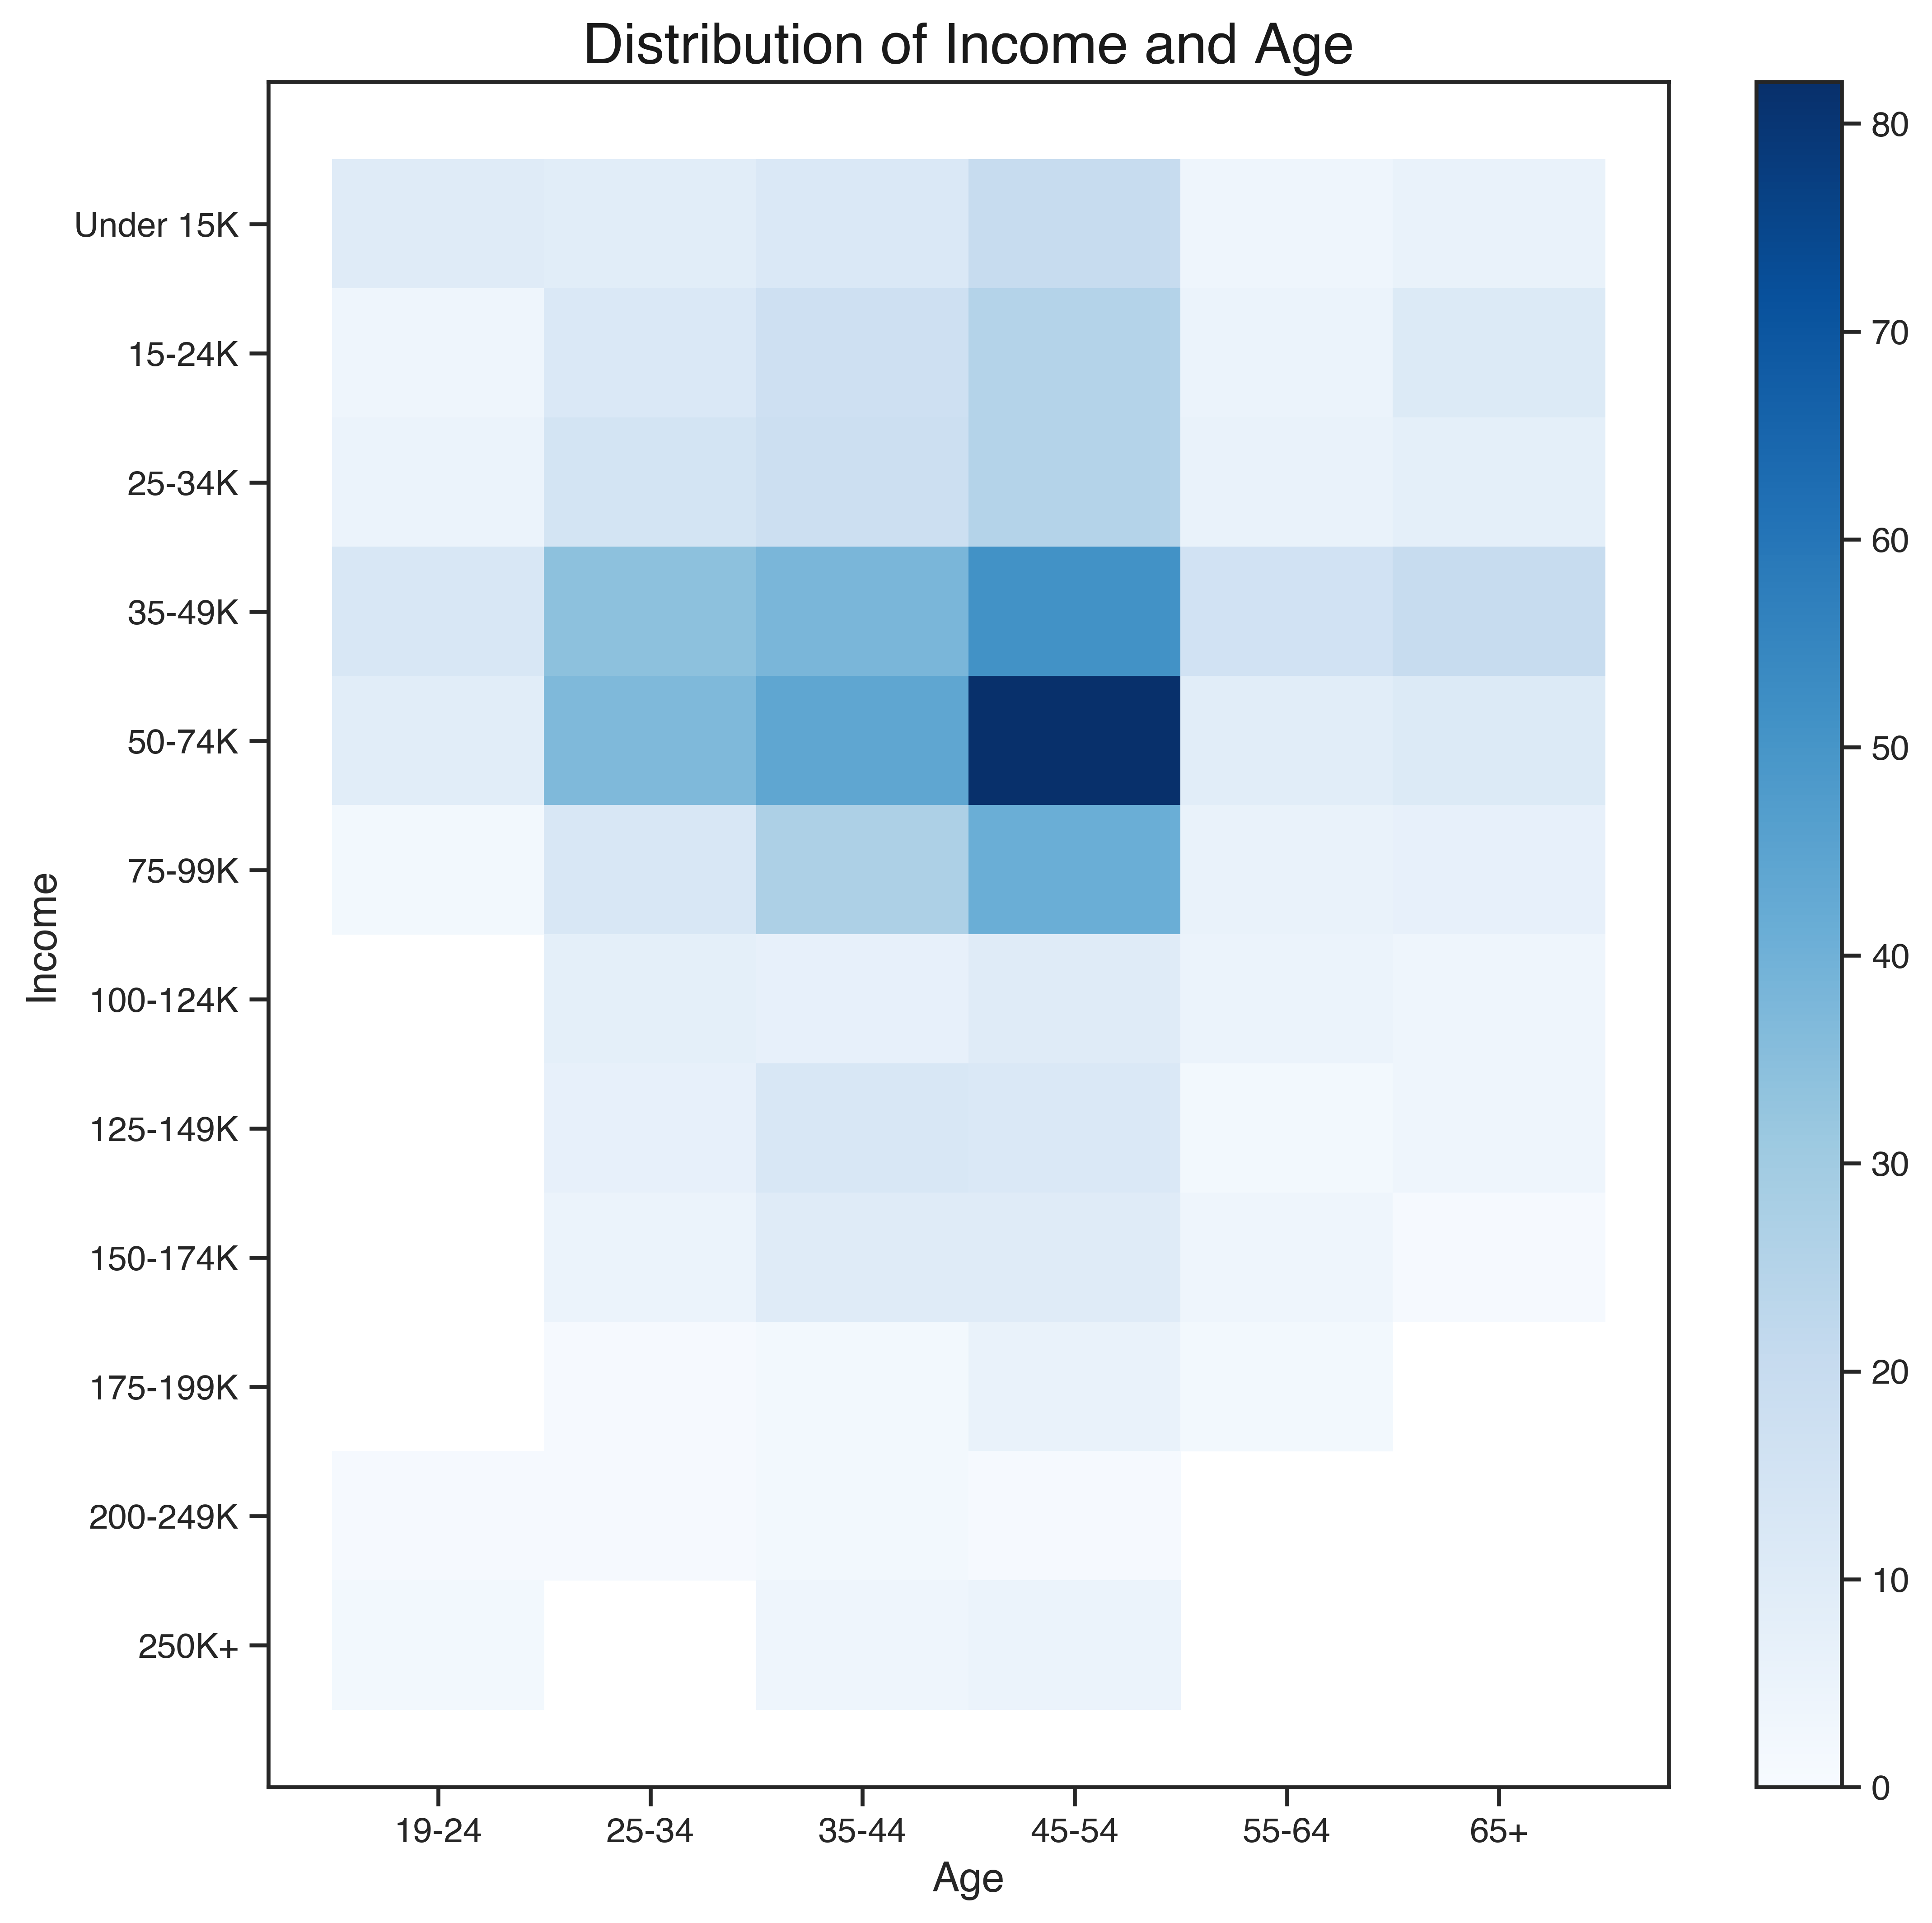 Distribution of Income and Age
Income
Under 15K
15-24K
25-34K
35-49K
50-74K
75-99K
100-124K
125-149K
150-174K
175-199K
200-249K
250K+
19-24
25-34
35-44
45-54
55-64
65+
Age
80
70
60
50
40
30
20
10
0